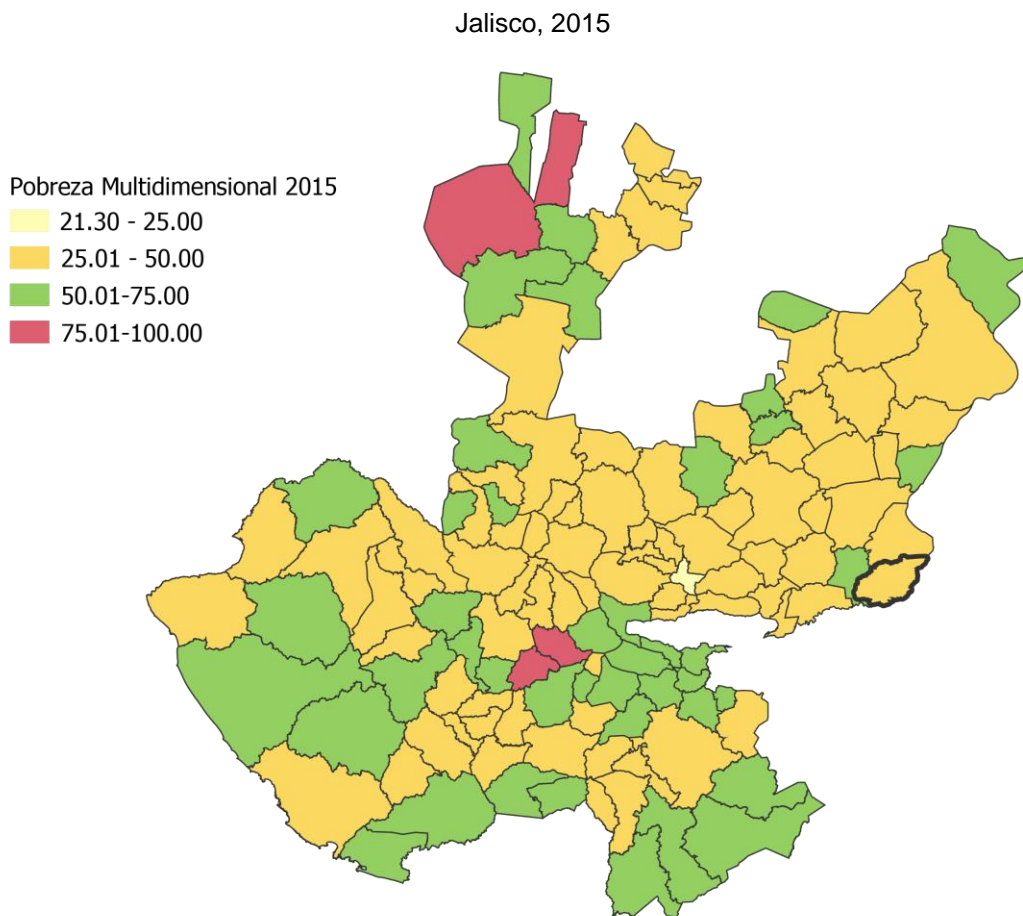 Jalisco, 2015
Pobreza Multidimensional 2015
21.30 - 25.00
25.01 - 50.00
50.01-75.00
75.01-100.00